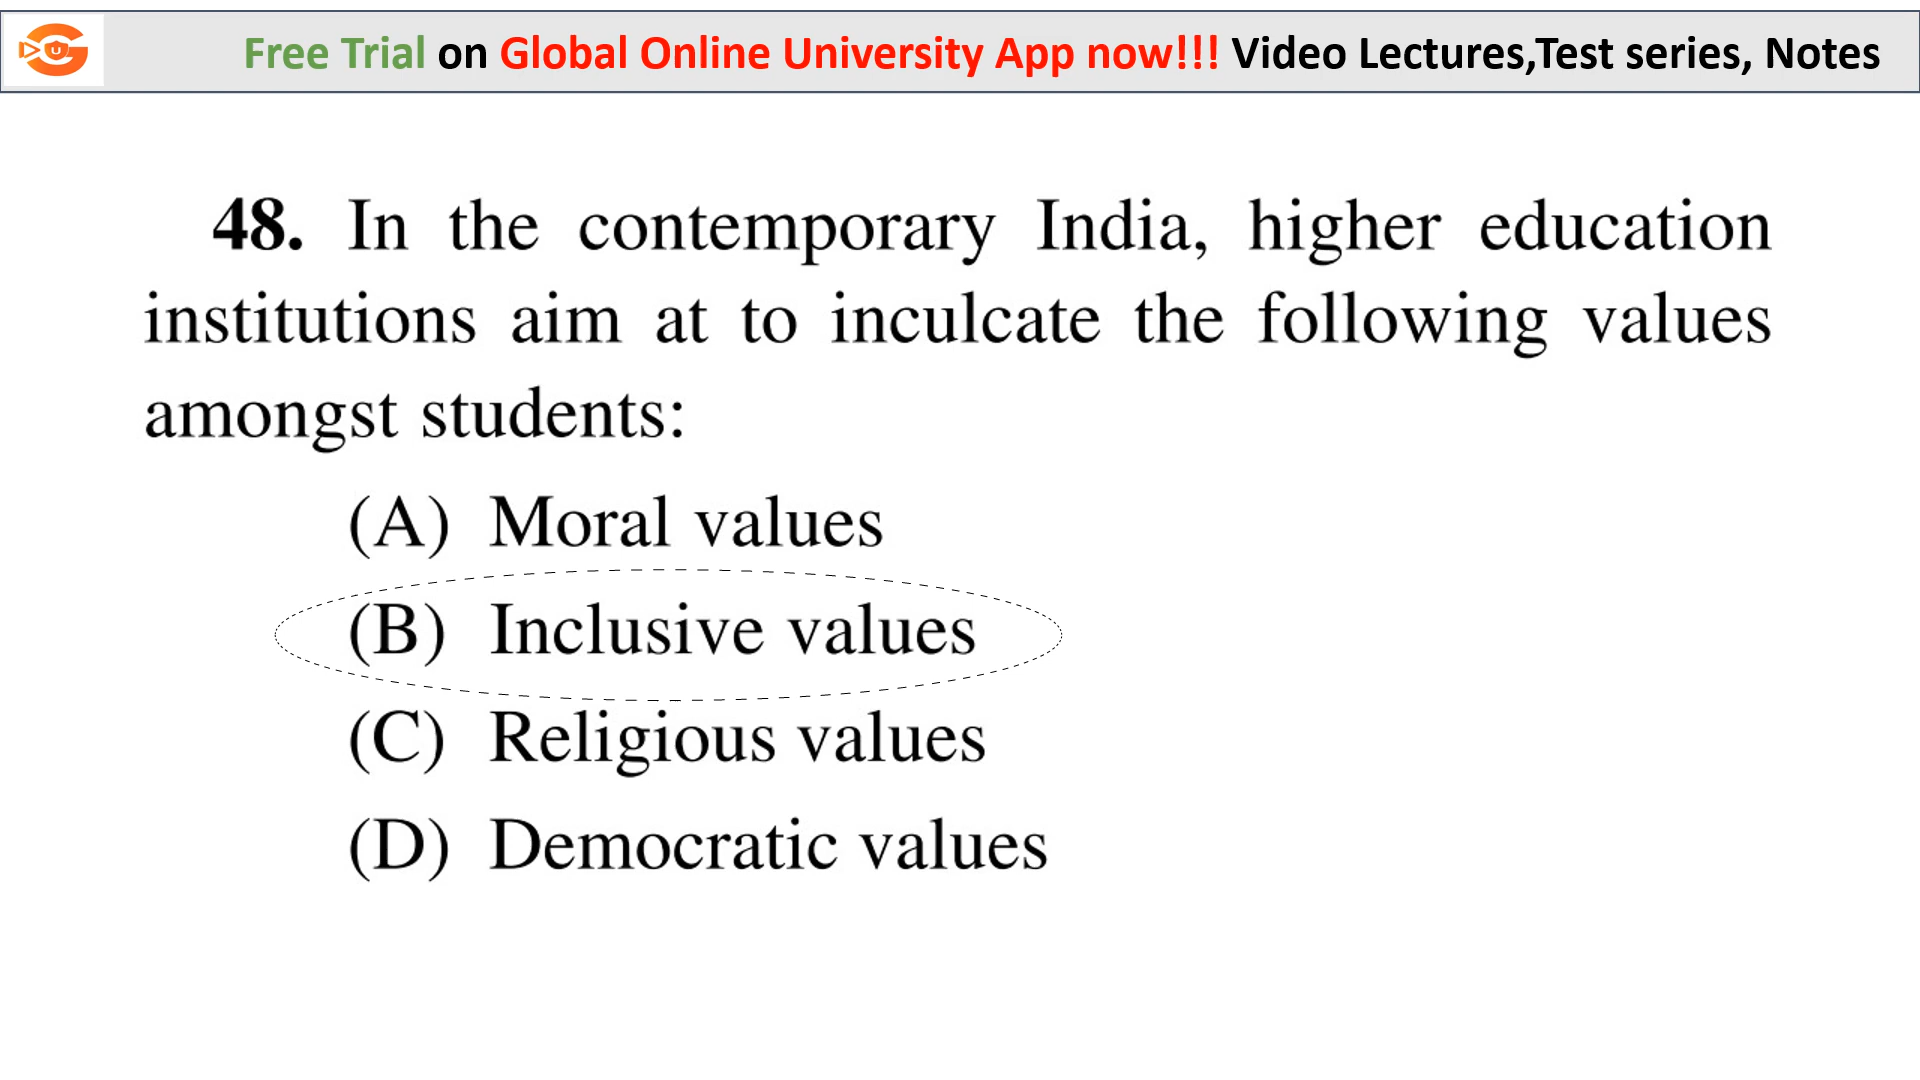 Free Trial on Global Online University App now!!! Video Lectures,Test series, Notes
48. In the contemporary India, higher education
institutions aim at to inculcate the following values
amongst students:
(A) Moral values
(B) Inclusive values
(C) Religious values
(D) Democratic values